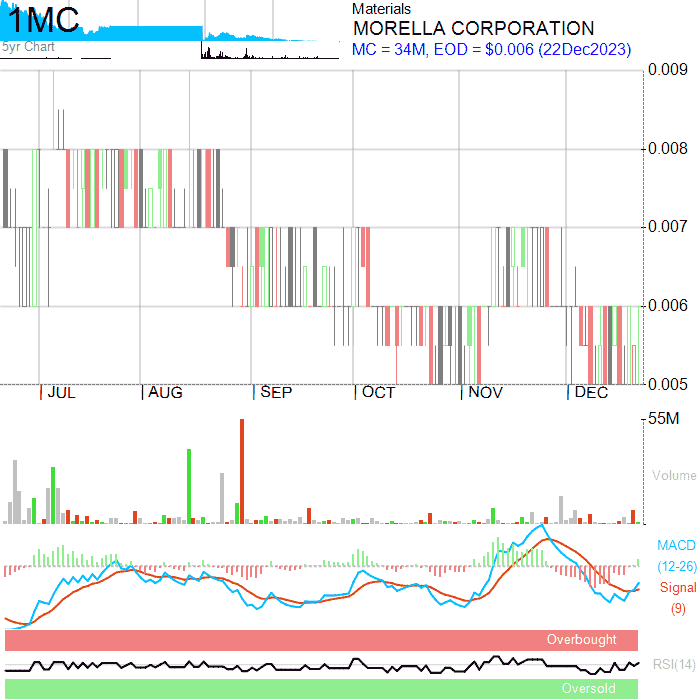 1MC
5yr Chart
Materials
MORELLA CORPORATION
MC = 34M, EOD = $0.006 (22Dec2023)
0.009
0.008
0.007
0.006
0.005
JUL AUG SEP OCT NOV DEC
55M
Volume
MACD
(12-26)
Signal
(9)
Overbought
RSI(14)
Oversold